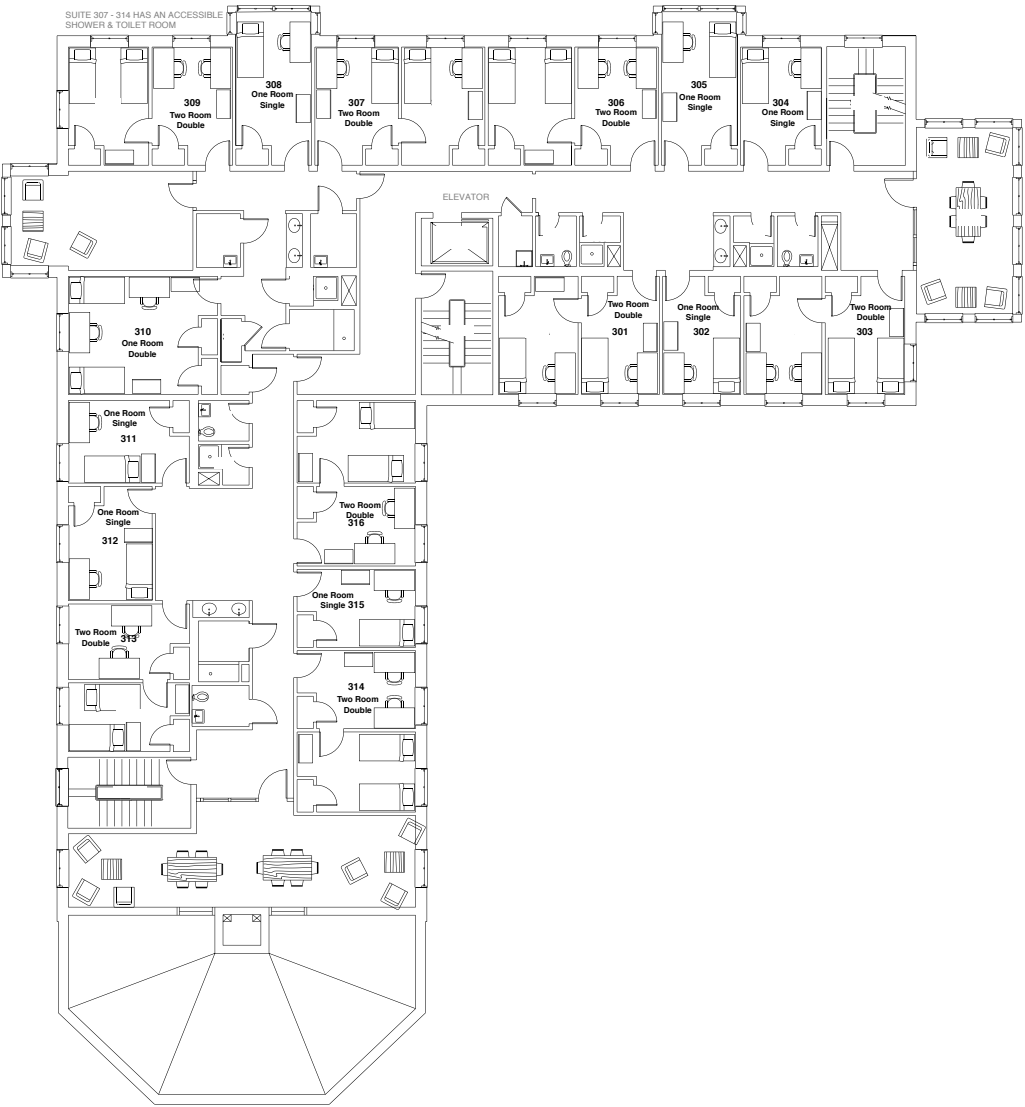 SUITE 307 - 314 HAS AN ACCESSIBLE
SHOWER & TOILET ROOM
309
Two Room
Double
308
One Room
Single
307
Two Room
Double
306
Two Room
Double
305
One Room
Single
304
One Room
Single
ELEVATOR
310
One Room
Double
Two Room
Double
301
One Room
Single
302
Two Room
Double
303
One Room
Single
311
One Room
Single
312
Two Room
Double
316
One Room
Single 315
Two Room 313
Double
314
Two Room
Double